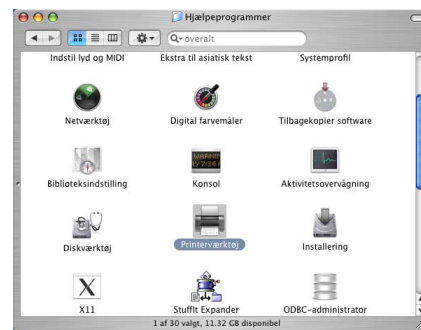 Hjælpeprogrammer
overalt
Indstil lyd og MIDI
Ekstra til asiatisk tekst
Systemprofil
Netværktøj
Digital farvemåler
Tilbagekopier software
Biblioteksindstilling
Konsol
Aktivitetsovervågning
Diskværktøj
Printerværktøj
Installering
X11
StuffIt Expander
ODBC-administrator
1 af 30 valgt, 11.32 GB disponibel